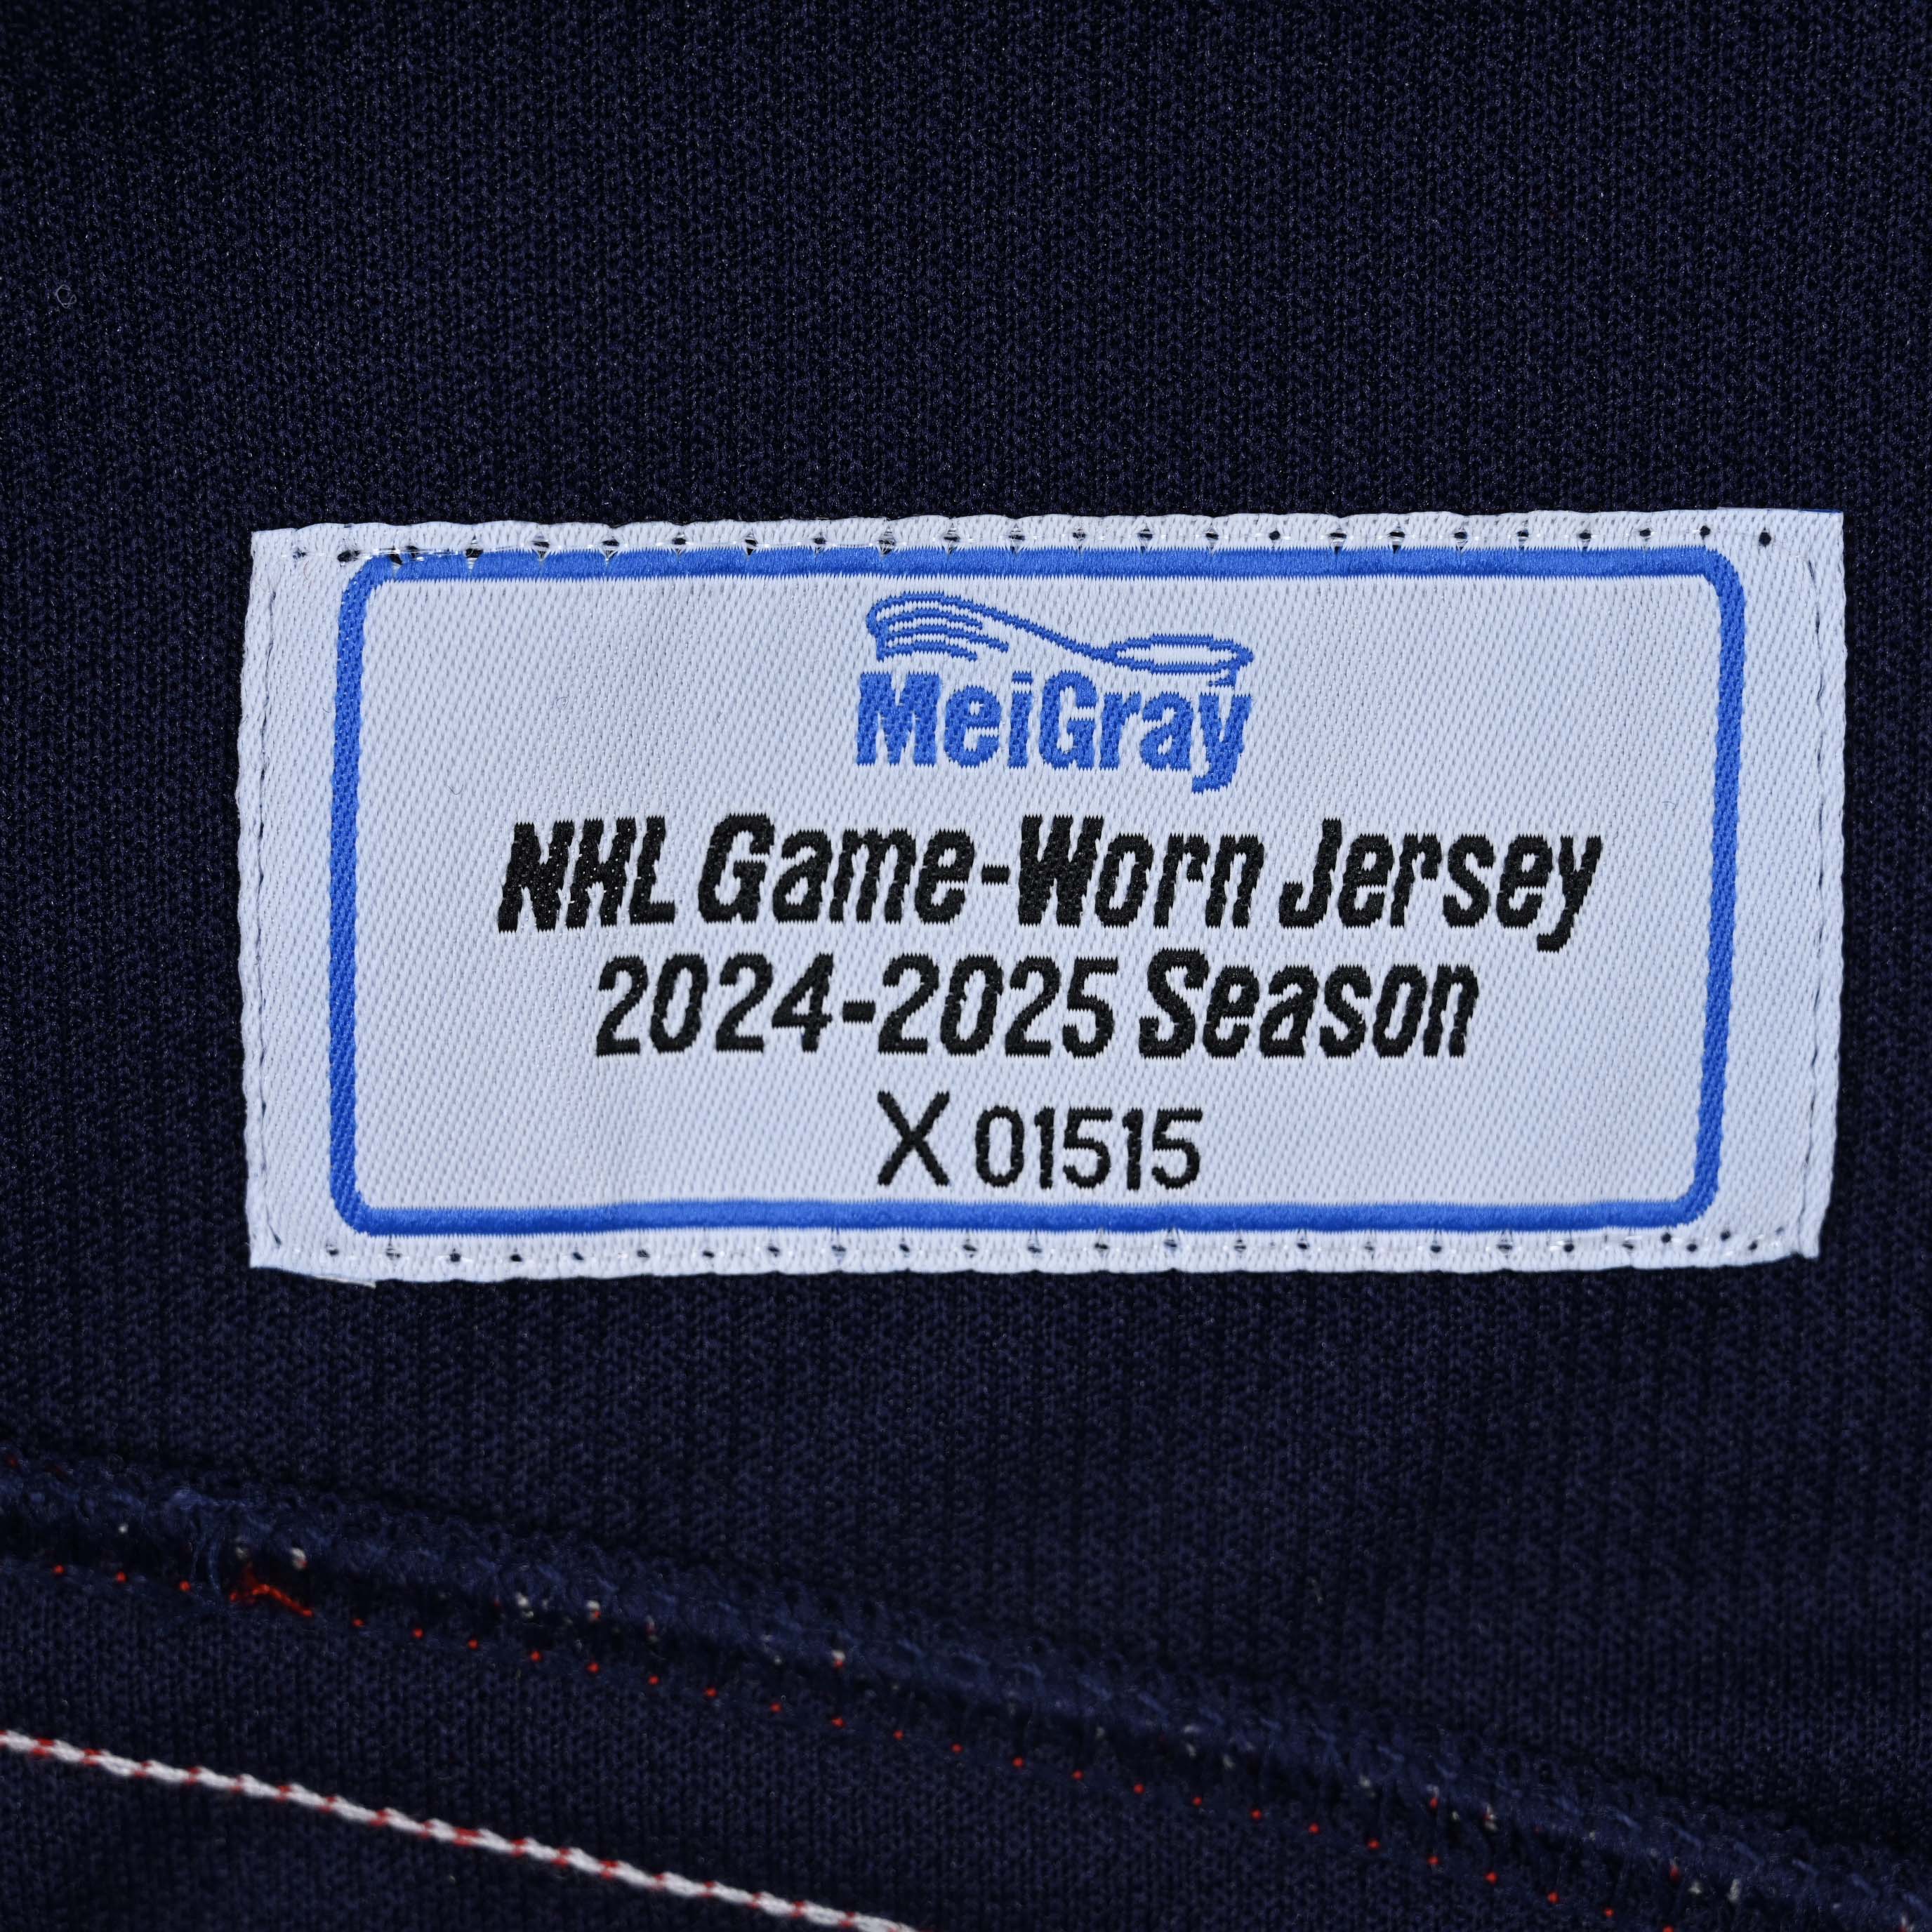 MeiGray
NHL Game-Worn Jersey
2024-2025 Season
X 01515